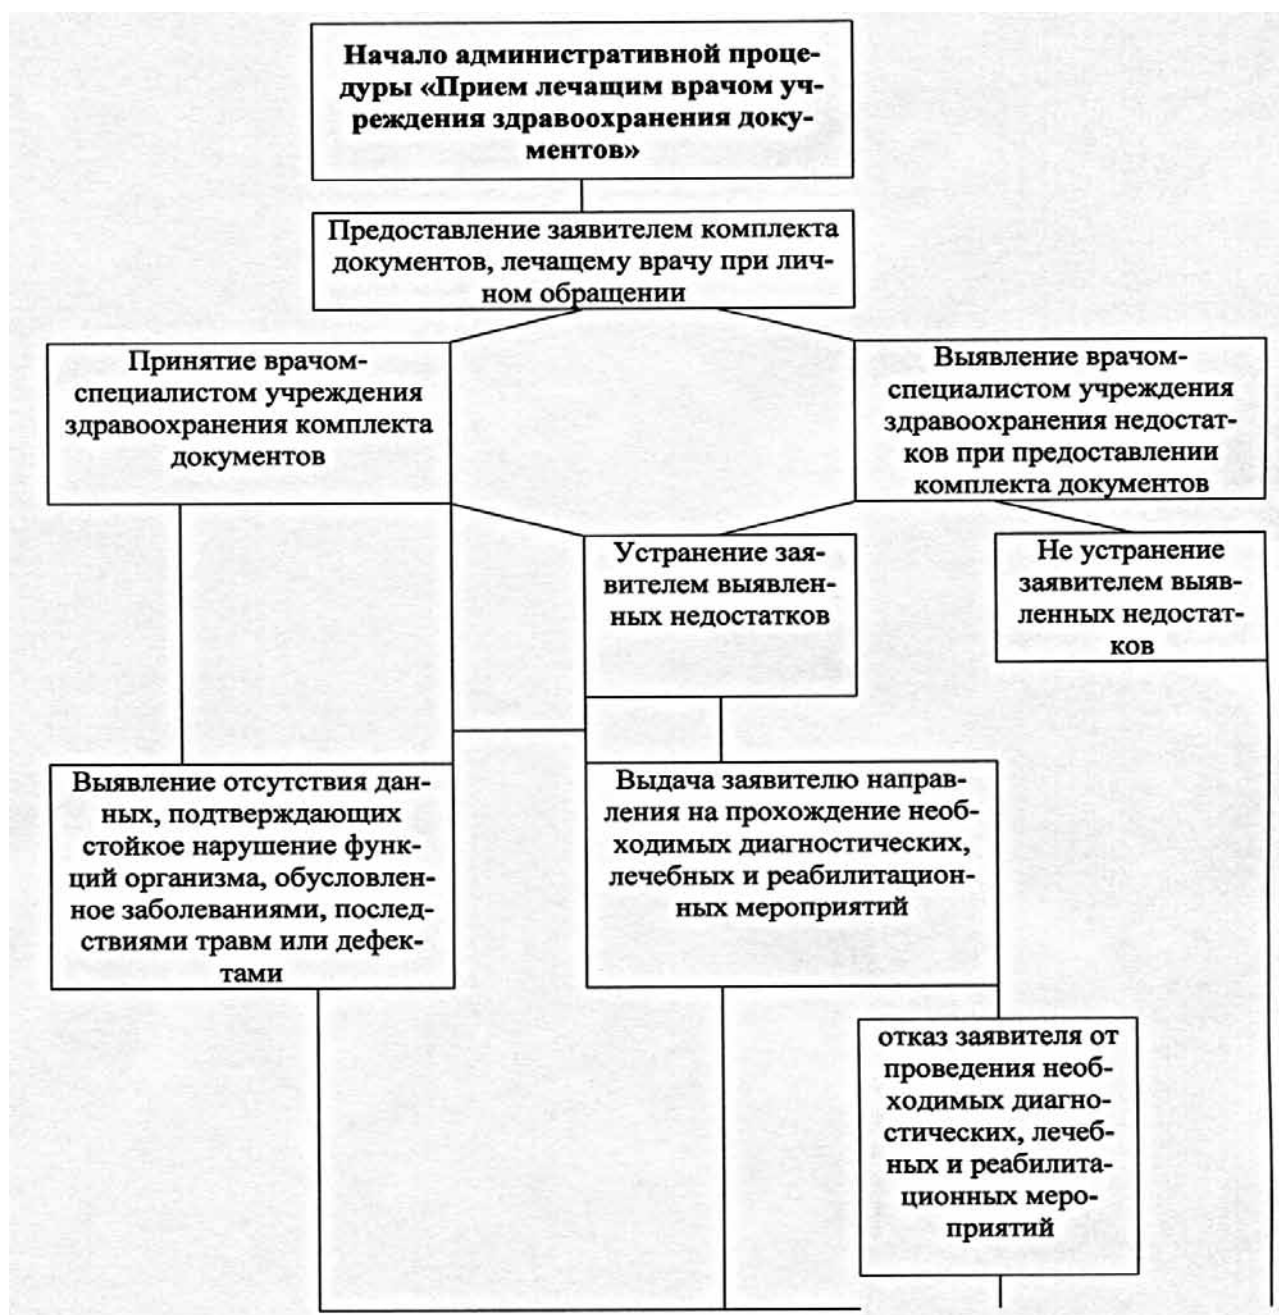 Начало административной проце-
дуры «Прием лечащим врачом уч-
реждения здравоохранения доку-
ментов»
Предоставление заявителем комплекта
документов, лечащему врачу при лич-
ном обращении
Принятие врачом-
специалистом учреждения
здравоохранения комплекта
документов
Выявление врачом-
специалистом учреждения
здравоохранения недостат-
ков при предоставлении
комплекта документов
Устранение зая-
вителем выявлен-
ных недостатков
Не устранение
заявителем выяв-
ленных недостат-
ков
Выявление отсутствия дан-
ных, подтверждающих
стойкое нарушение функ-
ций организма, обусловлен-
ное заболеваниями, послед-
ствиями травм или дефек-
тами
Выдача заявителю направ-
ления на прохождение необ-
ходимых диагностических,
лечебных и реабилитацион-
ных мероприятий
отказ заявителя от
проведения необ-
ходимых диагно-
стических, лечеб-
ных и реабилита-
ционных меро-
приятий